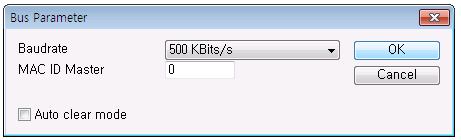 Bus Parameter
Baudrate
500 KBits/s
OK
MAC ID Master
0
Cancel
Auto clear mode